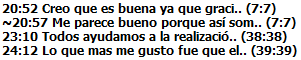 20:52 Creo que es buena ya que graci.. (7:7)
~20:57 Me parece bueno porque así som.. (7:7)
23:10 Todos ayudamos a la realizació.. (38:38)
24:12 Lo que mas me gusto fue que el.. (39:39)